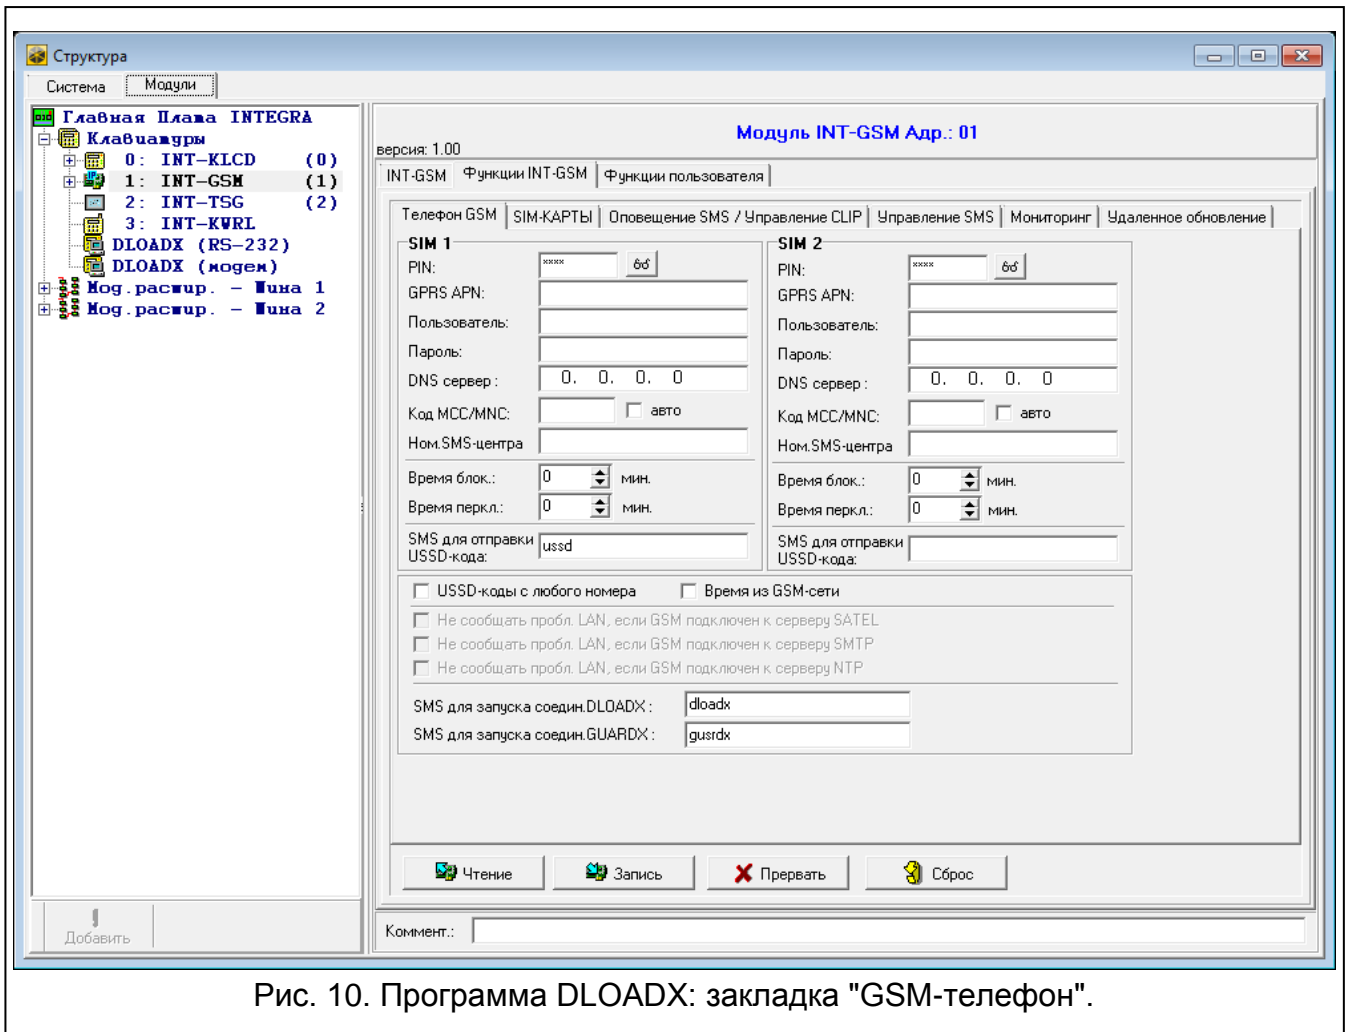 Структура
Система Модули
Главная Плата INTEGRA
Клавиатуры
0: INT-KLCD (0)
1: INT-GSM (1)
2: INT-TSG (2)
3: INT-KWRL
DLOADX (RS-232)
DLOADX (модем)
Мод.расшир. - Шина 1
Мод.расшир. - Шина 2
Добавить
Модуль INT-GSM Адр.: 01
версия: 1.00
INT-GSM Функции INT-GSM Функции пользователя
Телефон GSM SIM-КАРТЫ Оповещение SMS / Управление CLIP Управление SMS Мониторинг Удаленное обновление
SIM 1
PIN: ****
GPRS APN:
Пользователь:
Пароль:
DNS сервер : 0. 0. 0. 0
Код MCC/MNC: авто
Ном.SMS-центра
Время блок.: 0 мин.
Время перкл.: 0 мин.
SMS для отправки
USSD-кода: ussd
SIM 2
PIN: ****
GPRS APN:
Пользователь:
Пароль:
DNS сервер : 0. 0. 0. 0
Код MCC/MNC: авто
Ном.SMS-центра
Время блок.: 0 мин.
Время перкл.: 0 мин.
SMS для отправки
USSD-кода:
USSD-коды с любого номера Время из GSM-сети
Не сообщать пробл. LAN, если GSM подключен к серверу SATEL
Не сообщать пробл. LAN, если GSM подключен к серверу SMTP
Не сообщать пробл. LAN, если GSM подключен к серверу NTP
SMS для запуска соедин.DLOADX : dloadx
SMS для запуска соедин.GUARDX : gusrdx
Чтение Запись Прервать Сброс
Коммент.:
Рис. 10. Программа DLOADX: закладка "GSM-телефон".